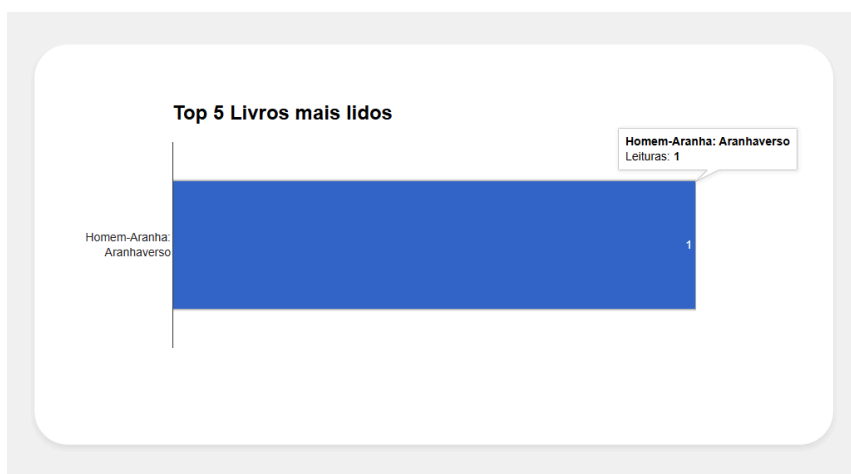 Top 5 Livros mais lidos
Homem-Aranha: Aranhaverso
Leituras: 1
Homem-Aranha:
Aranhaverso
1